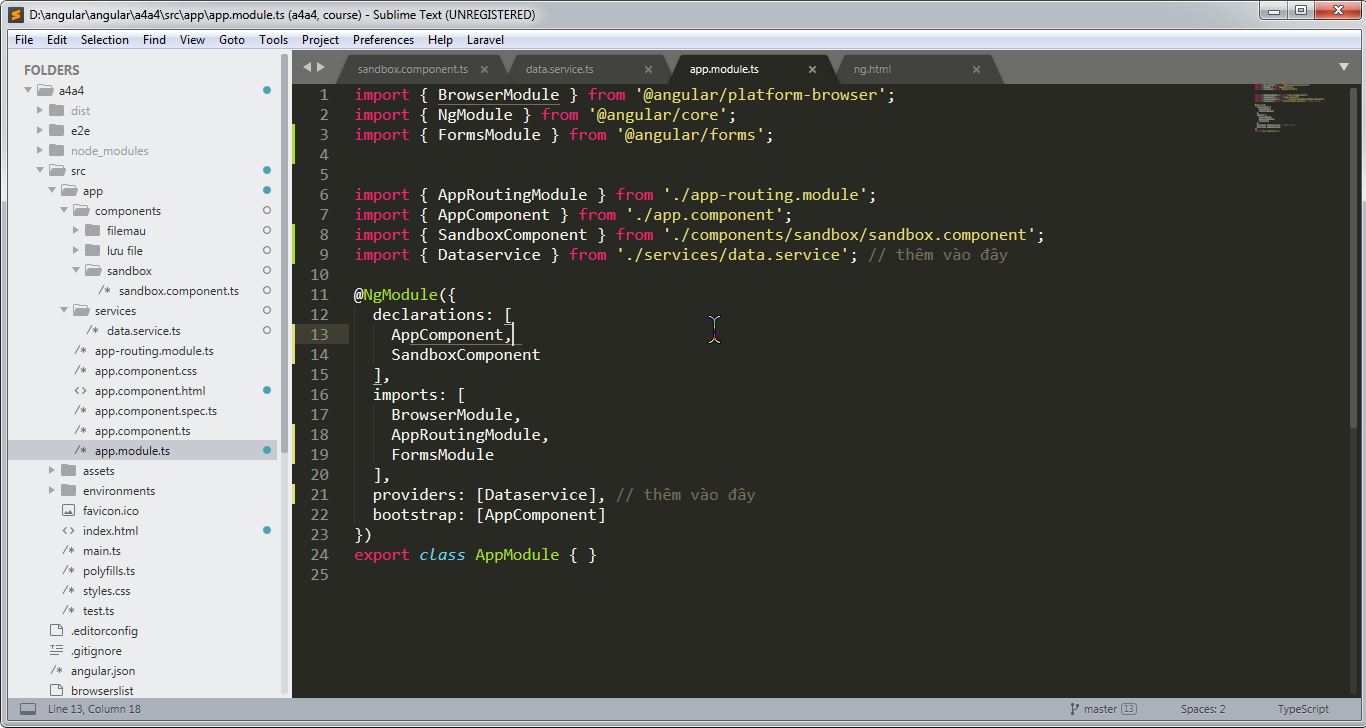 D:\angular\angular\a4a4\src\app\app.module.ts (a4a4, course) - Sublime Text (UNREGISTERED)
File Edit Selection Find View Goto Tools Project Preferences Help Laravel
FOLDERS
a4a4
dist
e2e
node_modules
src
app
components
filemau
lưu file
sandbox
/* sandbox.component.ts
services
/* data.service.ts
/* app-routing.module.ts
/* app.component.css
<> app.component.html
/* app.component.spec.ts
/* app.component.ts
/* app.module.ts
assets
environments
favicon.ico
<> index.html
/* main.ts
/* polyfills.ts
/* styles.css
/* test.ts
.editorconfig
.gitignore
/* angular.json
browserslist
sandbox.component.ts × data.service.ts × app.module.ts × ng.html ×
1 import { BrowserModule } from '@angular/platform-browser';
2 import { NgModule } from '@angular/core';
3 import { FormsModule } from '@angular/forms';
4
5
6 import { AppRoutingModule } from './app-routing.module';
7 import { AppComponent } from './app.component';
8 import { SandboxComponent } from './components/sandbox/sandbox.component';
9 import { Dataservice } from './services/data.service'; // thêm vào đây
10
11 @NgModule({
12 declarations: [
13 AppComponent,
14 SandboxComponent
15 ],
16 imports: [
17 BrowserModule,
18 AppRoutingModule,
19 FormsModule
20 ],
21 providers: [Dataservice], // thêm vào đây
22 bootstrap: [AppComponent]
23 })
24 export class AppModule { }
25
Line 13, Column 18 master 13 Spaces: 2 TypeScript